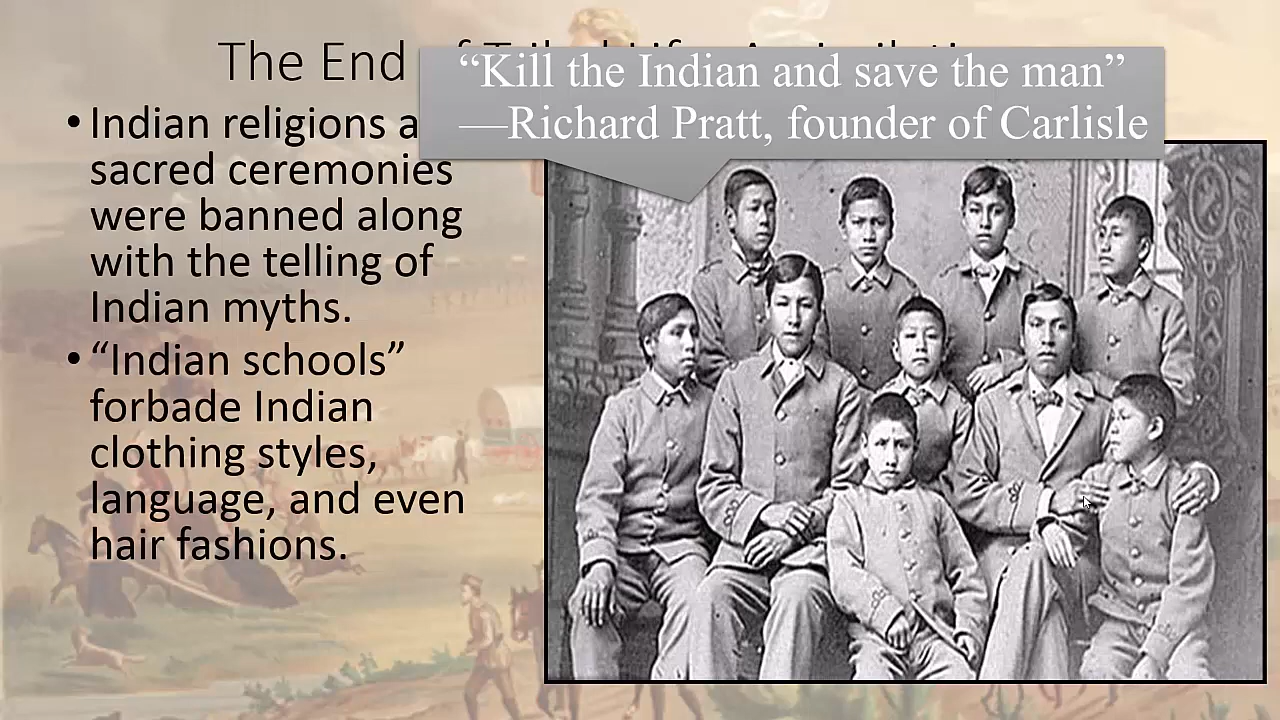 The End
“Kill the Indian and save the man”
—Richard Pratt, founder of Carlisle
• Indian religions a
sacred ceremonies
were banned along
with the telling of
Indian myths.
• “Indian schools”
forbade Indian
clothing styles,
language, and even
hair fashions.